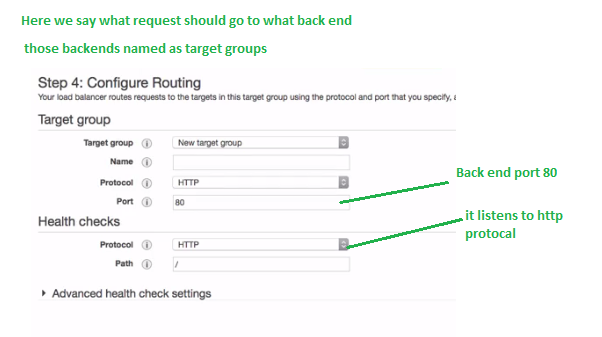 Here we say what request should go to what back end
those backends named as target groups
Step 4: Configure Routing
Your load balancer routes requests to the targets in this target group using the protocol and port that you specify,
Target group
Target group New target group
Name
Protocol HTTP
Port 80
Back end port 80
Health checks
it listens to http
protocal
Protocol HTTP
Path /
Advanced health check settings